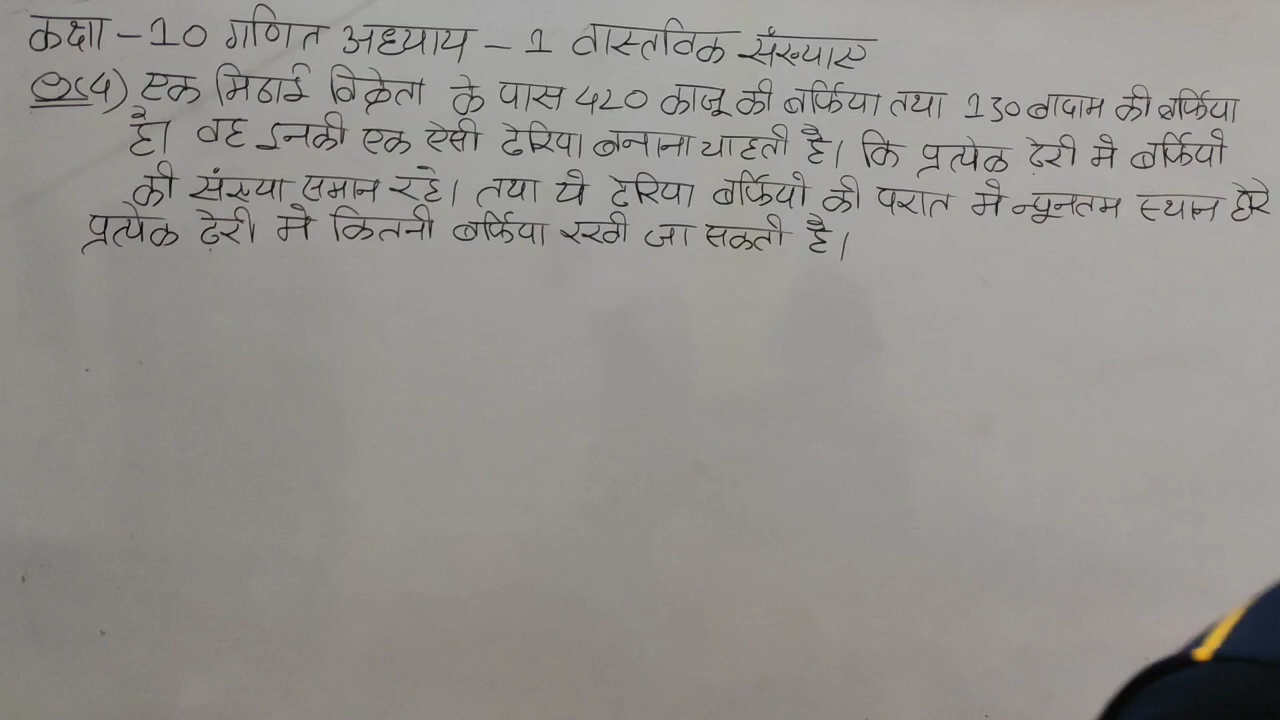 कक्षा - 10 गणित अध्याय - 1 वास्तविक संख्याए
Q(4) एक मिठाई विक्रेता के पास 420 काजू की बर्फिया तथा 130 बादाम की बर्फिया
है। वह इनकी एक ऐसी ढेरिया बनाना चाहती है। कि प्रत्येक ढ़ेरी मे बर्फियो
की संख्या समान रहे। तथा ये ढेरिया बर्फियो की परात मे न्यूनतम स्थान घेरे
प्रत्येक ढ़ेरी मे कितनी बर्फिया रखी जा सकती है।